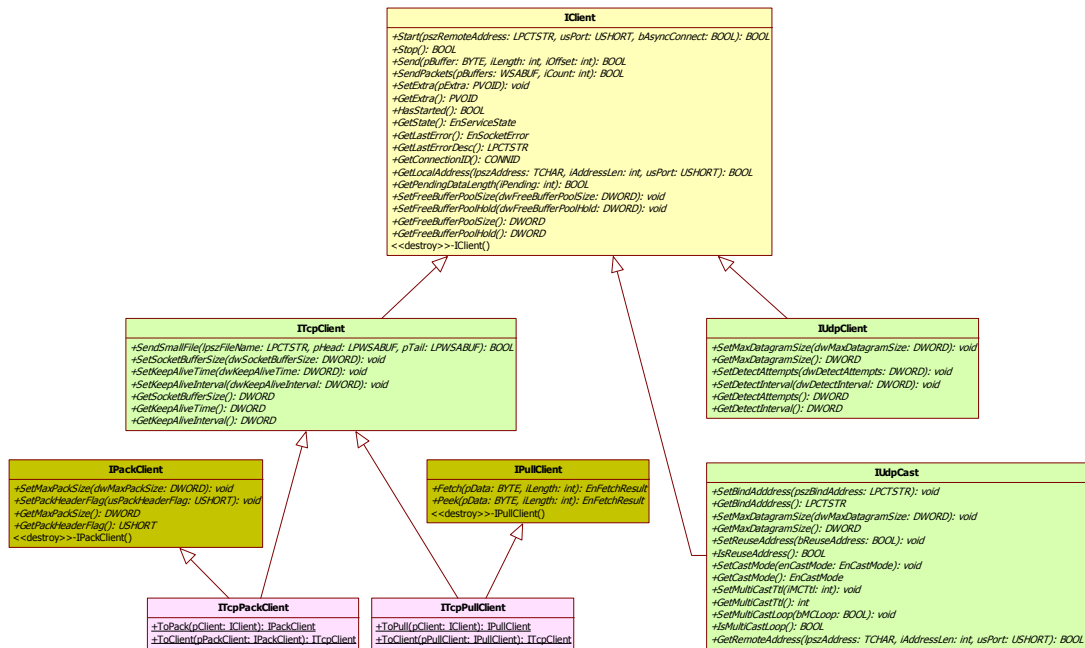 IClient
+Start(pszRemoteAddress: LPCTSTR, usPort: USHORT, bAsyncConnect: BOOL): BOOL
+Stop(): BOOL
+Send(pBuffer: BYTE, iLength: int, iOffset: int): BOOL
+SendPackets(pBuffers: WSABUF, iCount: int): BOOL
+SetExtra(pExtra: PVOID): void
+GetExtra(): PVOID
+HasStarted(): BOOL
+GetState(): EnServiceState
+GetLastError(): EnSocketError
+GetLastErrorDesc(): LPCTSTR
+GetConnectionID(): CONNID
+GetLocalAddress(lpszAddress: TCHAR, iAddressLen: int, usPort: USHORT): BOOL
+GetPendingDataLength(iPending: int): BOOL
+SetFreeBufferPoolSize(dwFreeBufferPoolSize: DWORD): void
+SetFreeBufferPoolHold(dwFreeBufferPoolHold: DWORD): void
+GetFreeBufferPoolSize(): DWORD
+GetFreeBufferPoolHold(): DWORD
<<destroy>>-IClient()
ITcpClient
+SendSmallFile(lpszFileName: LPCTSTR, pHead: LPWSABUF, pTail: LPWSABUF): BOOL
+SetSocketBufferSize(dwSocketBufferSize: DWORD): void
+SetKeepAliveTime(dwKeepAliveTime: DWORD): void
+SetKeepAliveInterval(dwKeepAliveInterval: DWORD): void
+GetSocketBufferSize(): DWORD
+GetKeepAliveTime(): DWORD
+GetKeepAliveInterval(): DWORD
IUdpClient
+SetMaxDatagramSize(dwMaxDatagramSize: DWORD): void
+GetMaxDatagramSize(): DWORD
+SetDetectAttempts(dwDetectAttempts: DWORD): void
+SetDetectInterval(dwDetectInterval: DWORD): void
+GetDetectAttempts(): DWORD
+GetDetectInterval(): DWORD
IPackClient
+SetMaxPackSize(dwMaxPackSize: DWORD): void
+SetPackHeaderFlag(usPackHeaderFlag: USHORT): void
+GetMaxPackSize(): DWORD
+GetPackHeaderFlag(): USHORT
<<destroy>>-IPackClient()
IPullClient
+Fetch(pData: BYTE, iLength: int): EnFetchResult
+Peek(pData: BYTE, iLength: int): EnFetchResult
<<destroy>>-IPullClient()
IUdpCast
+SetBindAdddress(pszBindAddress: LPCTSTR): void
+GetBindAdddress(): LPCTSTR
+SetMaxDatagramSize(dwMaxDatagramSize: DWORD): void
+GetMaxDatagramSize(): DWORD
+SetReuseAddress(bReuseAddress: BOOL): void
+IsReuseAddress(): BOOL
+SetCastMode(enCastMode: EnCastMode): void
+GetCastMode(): EnCastMode
+SetMultiCastTtl(iMCTtl: int): void
+GetMultiCastTtl(): int
+SetMultiCastLoop(bMCLoop: BOOL): void
+IsMultiCastLoop(): BOOL
+GetRemoteAddress(lpszAddress: TCHAR, iAddressLen: int, usPort: USHORT): BOOL
ITcpPackClient
+ToPack(pClient: IClient): IPackClient
+ToClient(pPackClient: IPackClient): ITcpClient
ITcpPullClient
+ToPull(pClient: IClient): IPullClient
+ToClient(pPullClient: IPullClient): ITcpClient